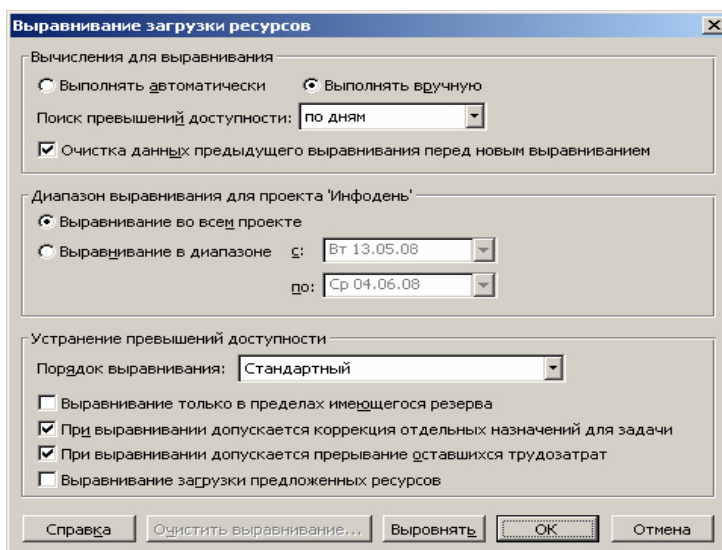 Выравнивание загрузки ресурсов
Вычисления для выравнивания
Выполнять автоматически Выполнять вручную
Поиск превышений доступности: по дням
Очистка данных предыдущего выравнивания перед новым выравниванием
Диапазон выравнивания для проекта 'Инфодень'
Выравнивание во всем проекте
Выравнивание в диапазоне с: Вт 13.05.08
по: Ср 04.06.08
Устранение превышений доступности
Порядок выравнивания: Стандартный
Выравнивание только в пределах имеющегося резерва
При выравнивании допускается коррекция отдельных назначений для задачи
При выравнивании допускается прерывание оставшихся трудозатрат
Выравнивание загрузки предложенных ресурсов
Справка Очистить выравнивание... Выровнять ОК Отмена